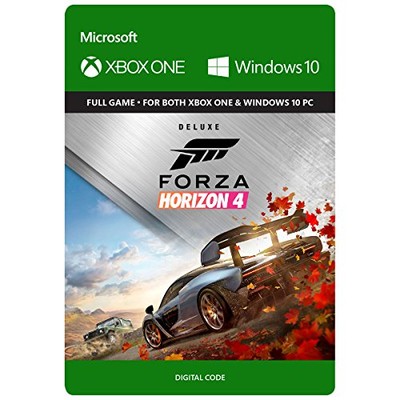 Microsoft
XBOX ONE Windows 10
FULL GAME • FOR BOTH XBOX ONE & WINDOWS 10 PC
DELUXE
FORZA
HORIZON 4
DIGITAL CODE